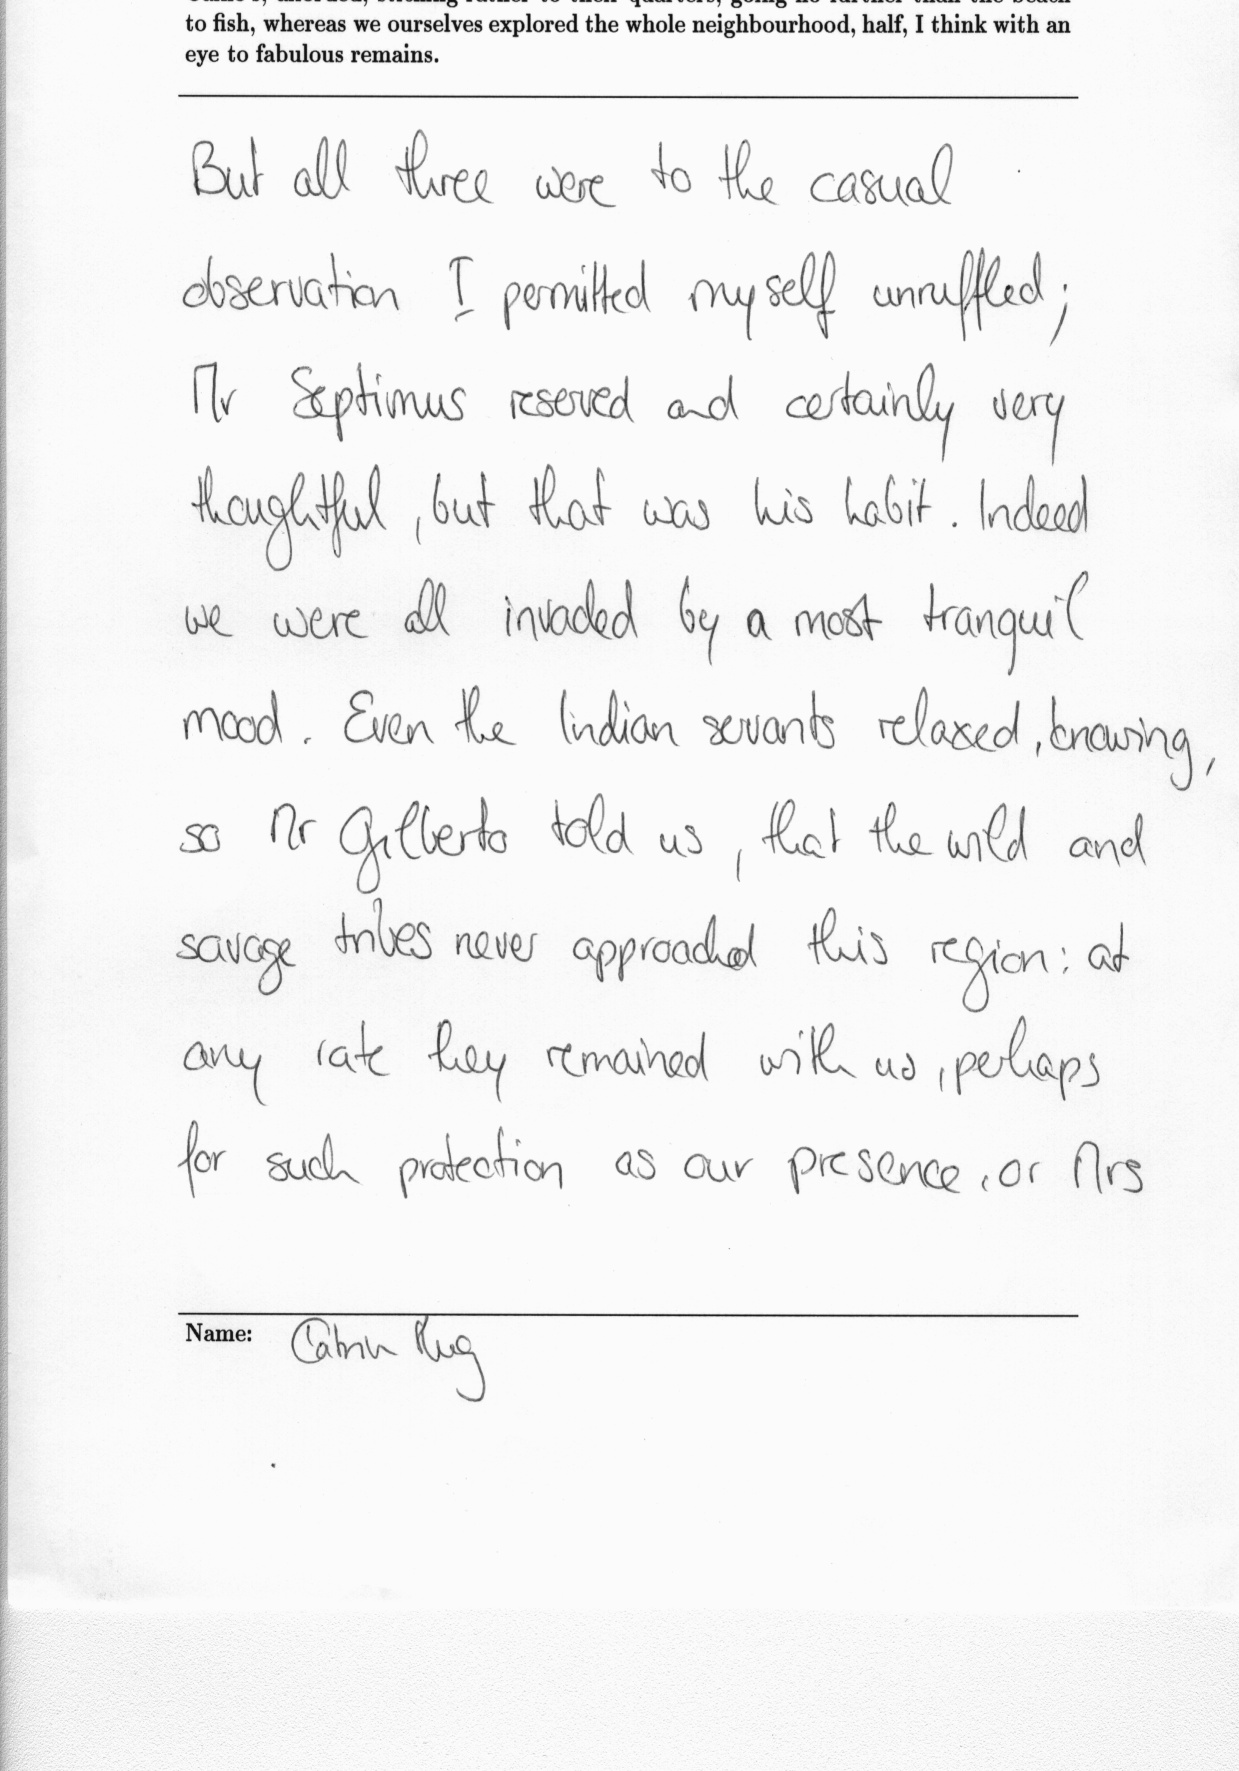 to fish, whereas we ourselves explored the whole neighbourhood, half, I think with an
eye to fabulous remains.
But all three were to the casual
observation I permitted myself unruffled;
Mr Septimus reserved and certainly very
thoughtful, but that was his habit. Indeed
we were all invaded by a most tranquil
mood. Even the Indian servants relaxed, knowing,
so Mr Gilberto told us, that the wild and
savage tribes never approached this region: at
any rate they remained with us, perhaps
for such protection as our presence, or Mrs
Name: Catrin